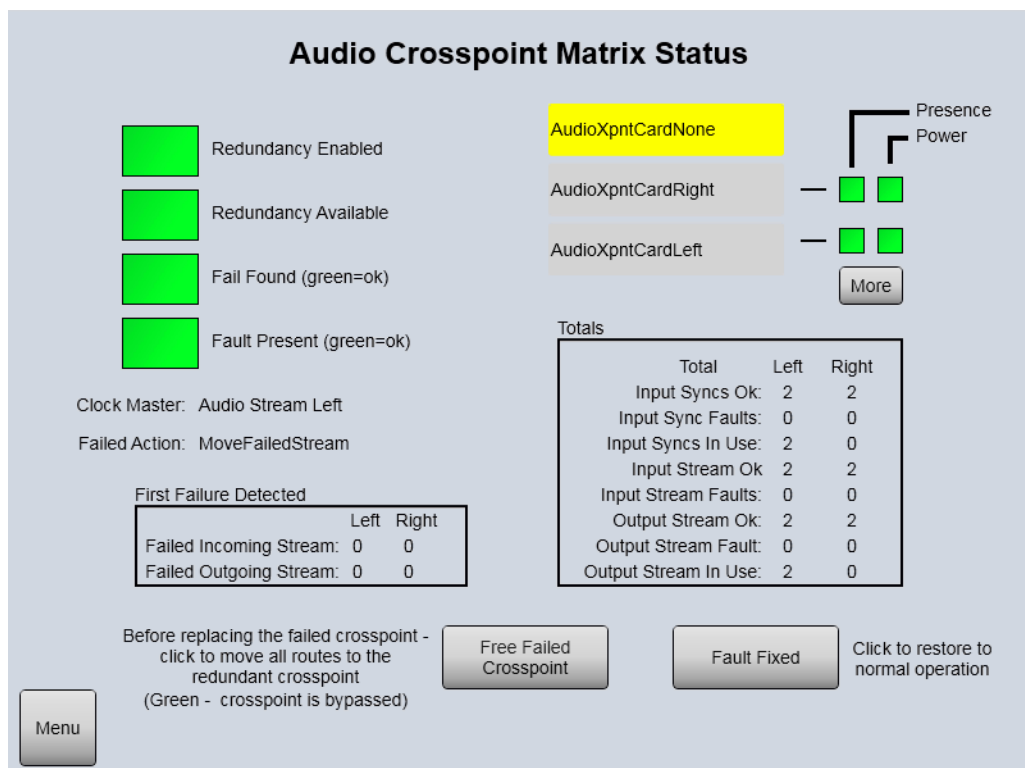 Audio Crosspoint Matrix Status
Redundancy Enabled
Redundancy Available
Fail Found (green=ok)
Fault Present (green=ok)
Clock Master: Audio Stream Left
Failed Action: MoveFailedStream
First Failure Detected
Left Right
Failed Incoming Stream: 0 0
Failed Outgoing Stream: 0 0
AudioXpntCardNone
AudioXpntCardRight
AudioXpntCardLeft
Presence
Power
More
Totals
Total Left Right
Input Syncs Ok: 2 2
Input Sync Faults: 0 0
Input Syncs In Use: 2 0
Input Stream Ok 2 2
Input Stream Faults: 0 0
Output Stream Ok: 2 2
Output Stream Fault: 0 0
Output Stream In Use: 2 0
Before replacing the failed crosspoint -
click to move all routes to the
redundant crosspoint
(Green - crosspoint is bypassed)
Free Failed
Crosspoint
Fault Fixed
Click to restore to
normal operation
Menu